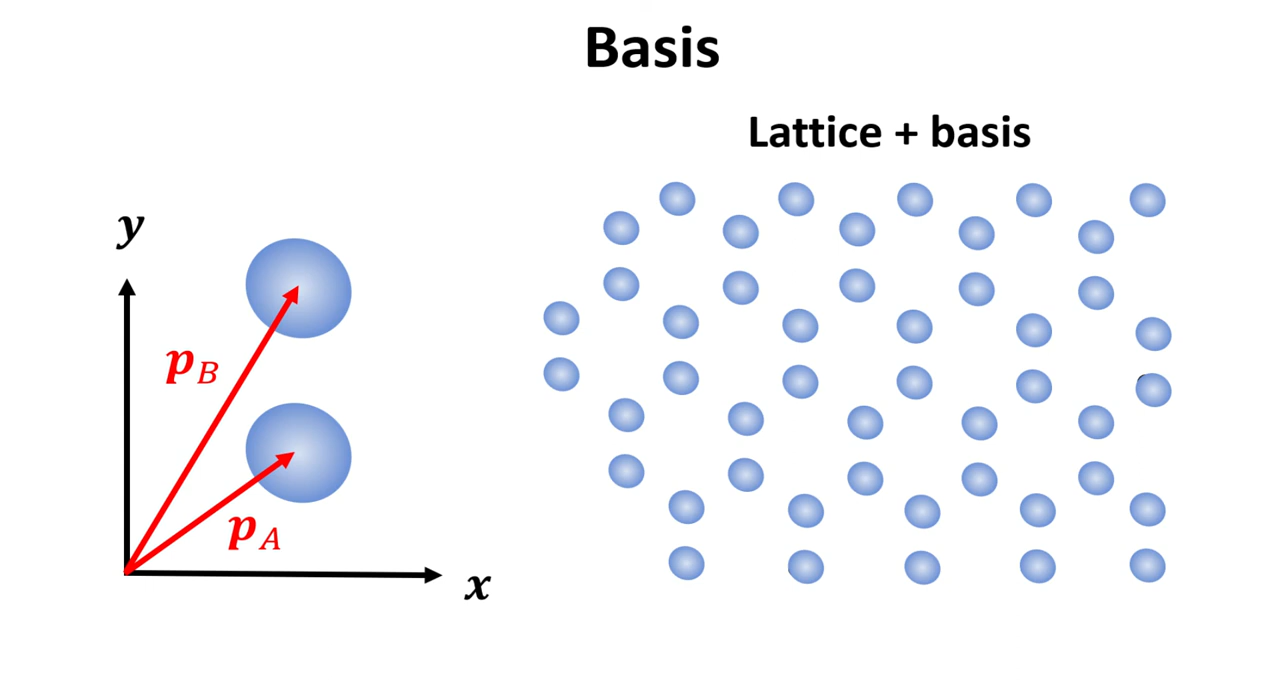 Basis
Lattice + basis
y
p_B
p_A
x